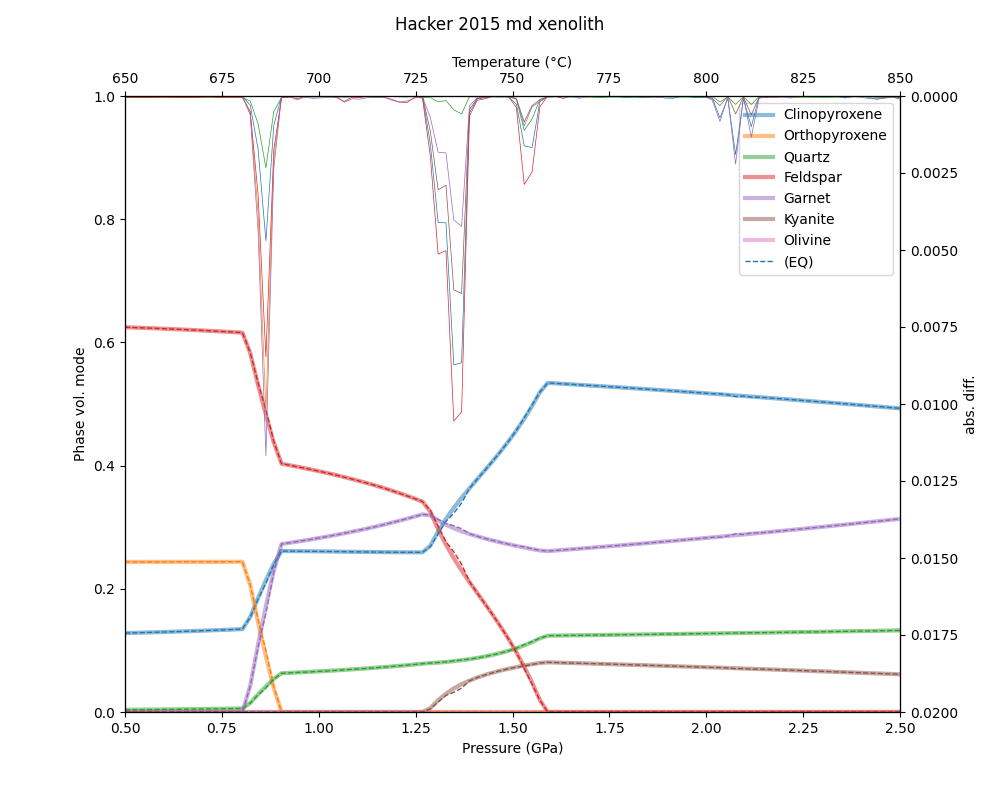 Hacker 2015 md xenolith
Temperature (°C)
650 675 700 725 750 775 800 825 850
1.0
0.8
0.6
0.4
0.2
0.0
Phase vol. mode
0.0000
0.0025
0.0050
0.0075
0.0100
0.0125
0.0150
0.0175
0.0200
abs. diff.
Clinopyroxene
Orthopyroxene
Quartz
Feldspar
Garnet
Kyanite
Olivine
(EQ)
0.50 0.75 1.00 1.25 1.50 1.75 2.00 2.25 2.50
Pressure (GPa)